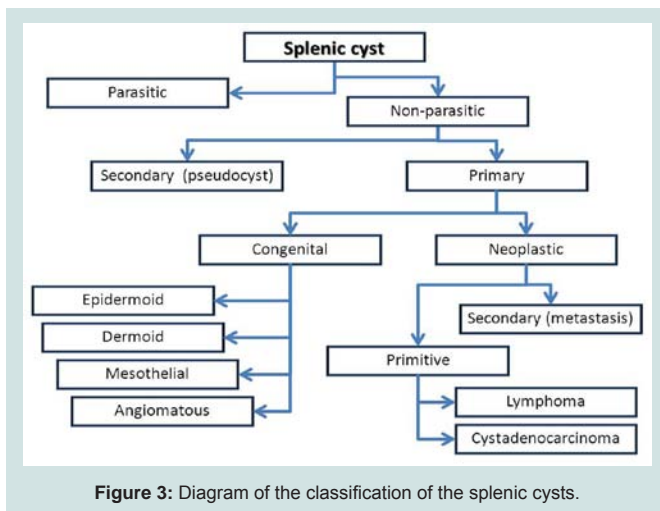 Splenic cyst
Parasitic
Non-parasitic
Secondary (pseudocyst)
Primary
Congenital
Neoplastic
Epidermoid
Secondary (metastasis)
Dermoid
Primitive
Mesothelial
Lymphoma
Angiomatous
Cystadenocarcinoma
Figure 3: Diagram of the classification of the splenic cysts.